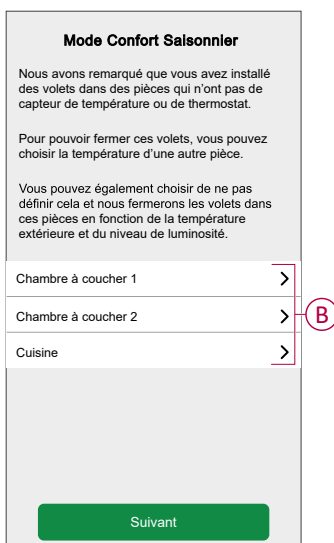 Mode Confort Saisonnier
Nous avons remarqué que vous avez installé
des volets dans des pièces qui n'ont pas de
capteur de température ou de thermostat.
Pour pouvoir fermer ces volets, vous pouvez
choisir la température d'une autre pièce.
Vous pouvez également choisir de ne pas
définir cela et nous fermerons les volets dans
ces pièces en fonction de la température
extérieure et du niveau de luminosité.
Chambre à coucher 1
Chambre à coucher 2
B
Cuisine
Suivant